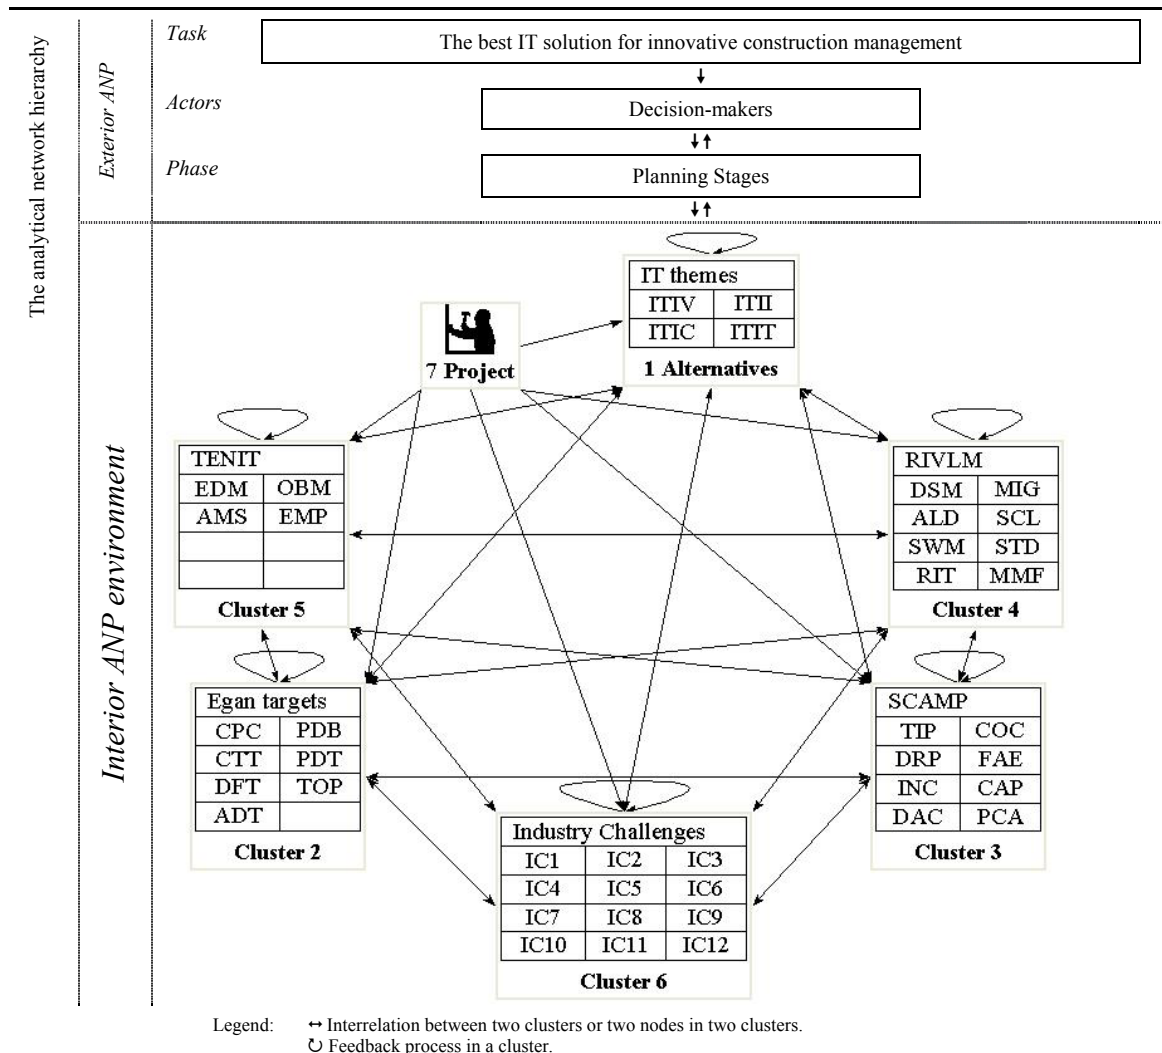 The analytical network hierarchy
Exterior ANP
Task
The best IT solution for innovative construction management
Actors
Decision-makers
Phase
Planning Stages
Interior ANP environment
IT themes
ITIV ITII
ITIC ITIT
1 Alternatives
7 Project
TENIT
EDM OBM
AMS EMP
Cluster 5
RIVLM
DSM MIG
ALD SCL
SWM STD
RIT MMF
Cluster 4
Egan targets
CPC PDB
CTT PDT
DFT TOP
ADT
Cluster 2
SCAMP
TIP COC
DRP FAE
INC CAP
DAC PCA
Cluster 3
Industry Challenges
IC1 IC2 IC3
IC4 IC5 IC6
IC7 IC8 IC9
IC10 IC11 IC12
Cluster 6
Legend: ↔ Interrelation between two clusters or two nodes in two clusters.
↻ Feedback process in a cluster.